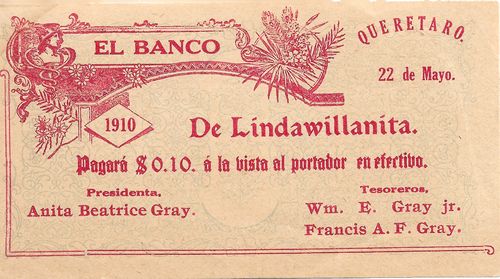 EL BANCO
QUERETARO.
22 de Mayo.
1910
De Lindawillanita.
Pagará $ 0.10. á la vista al portador en efectivo.
Presidenta,
Anita Beatrice Gray.
Tesoreros,
Wm. E. Gray jr.
Francis A. F. Gray.